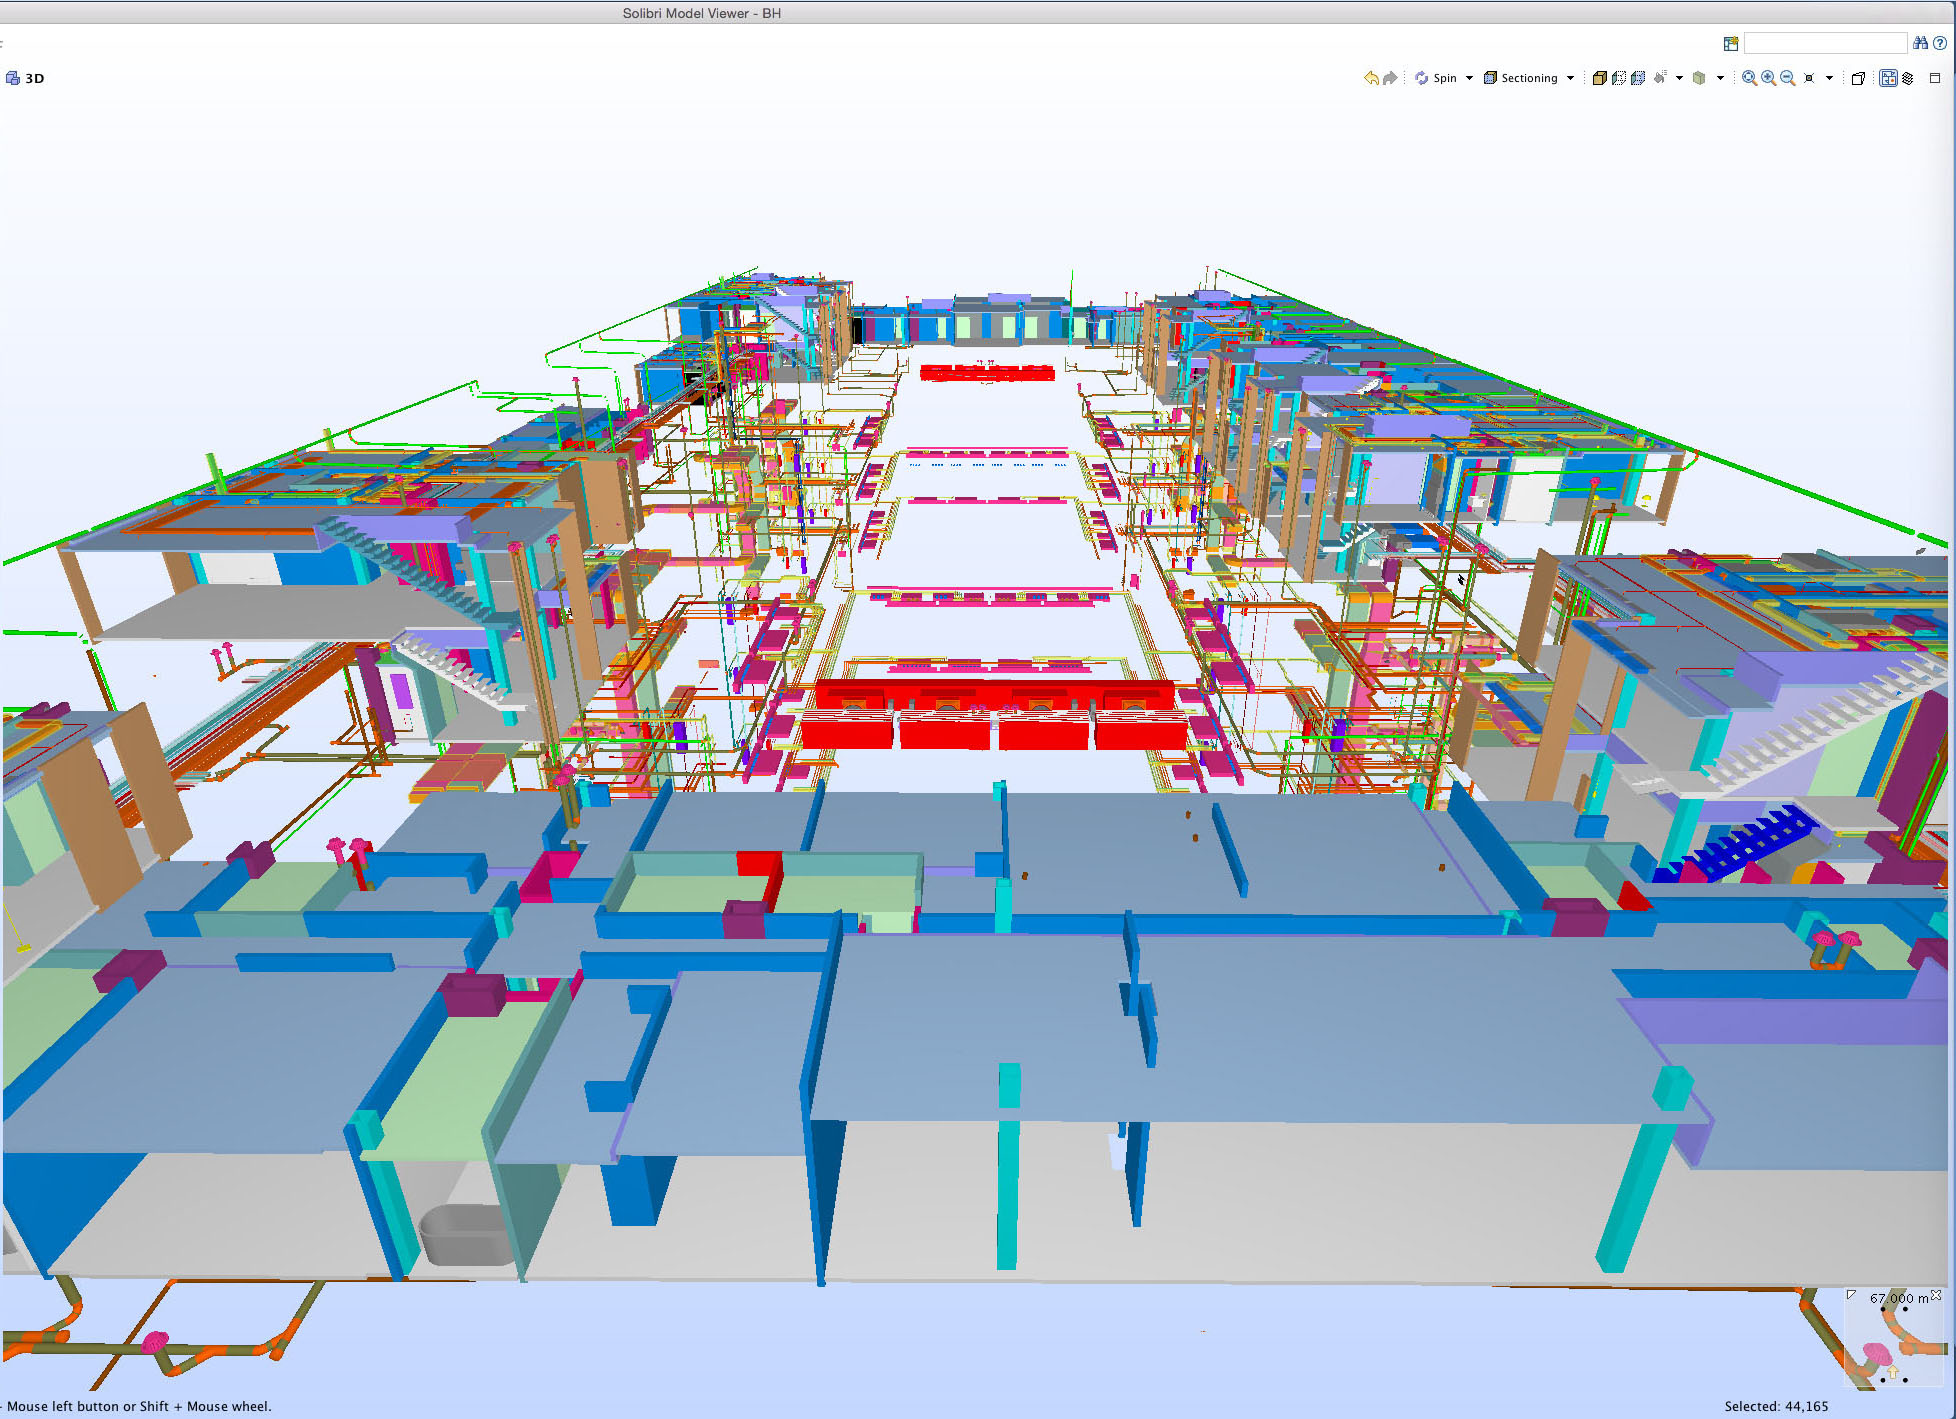 Solibri Model Viewer - BH
3D
Spin
Sectioning
67.000 m
- Mouse left button or Shift + Mouse wheel.
Selected: 44,165